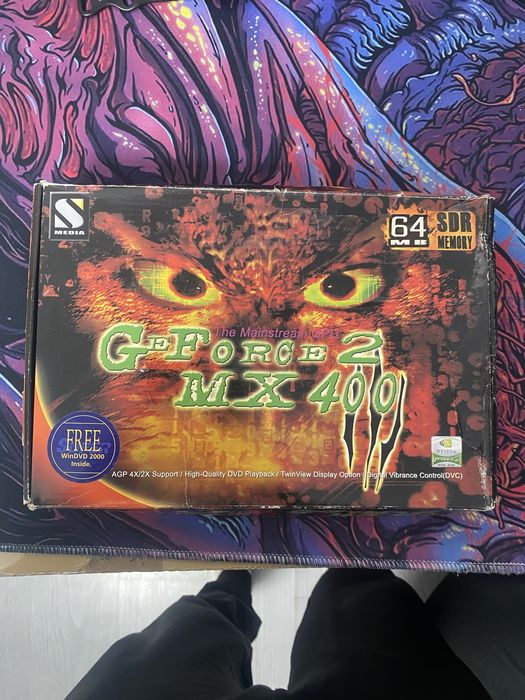 S
MEDIA
64
MB
SDR
MEMORY
The Mainstream GPU
GEFORCE 2
MX 400
FREE
WinDVD 2000
Inside.
AGP 4X/2X Support / High-Quality DVD Playback / TwinView Display Option / Digital Vibrance Control(DVC)
NVIDIA